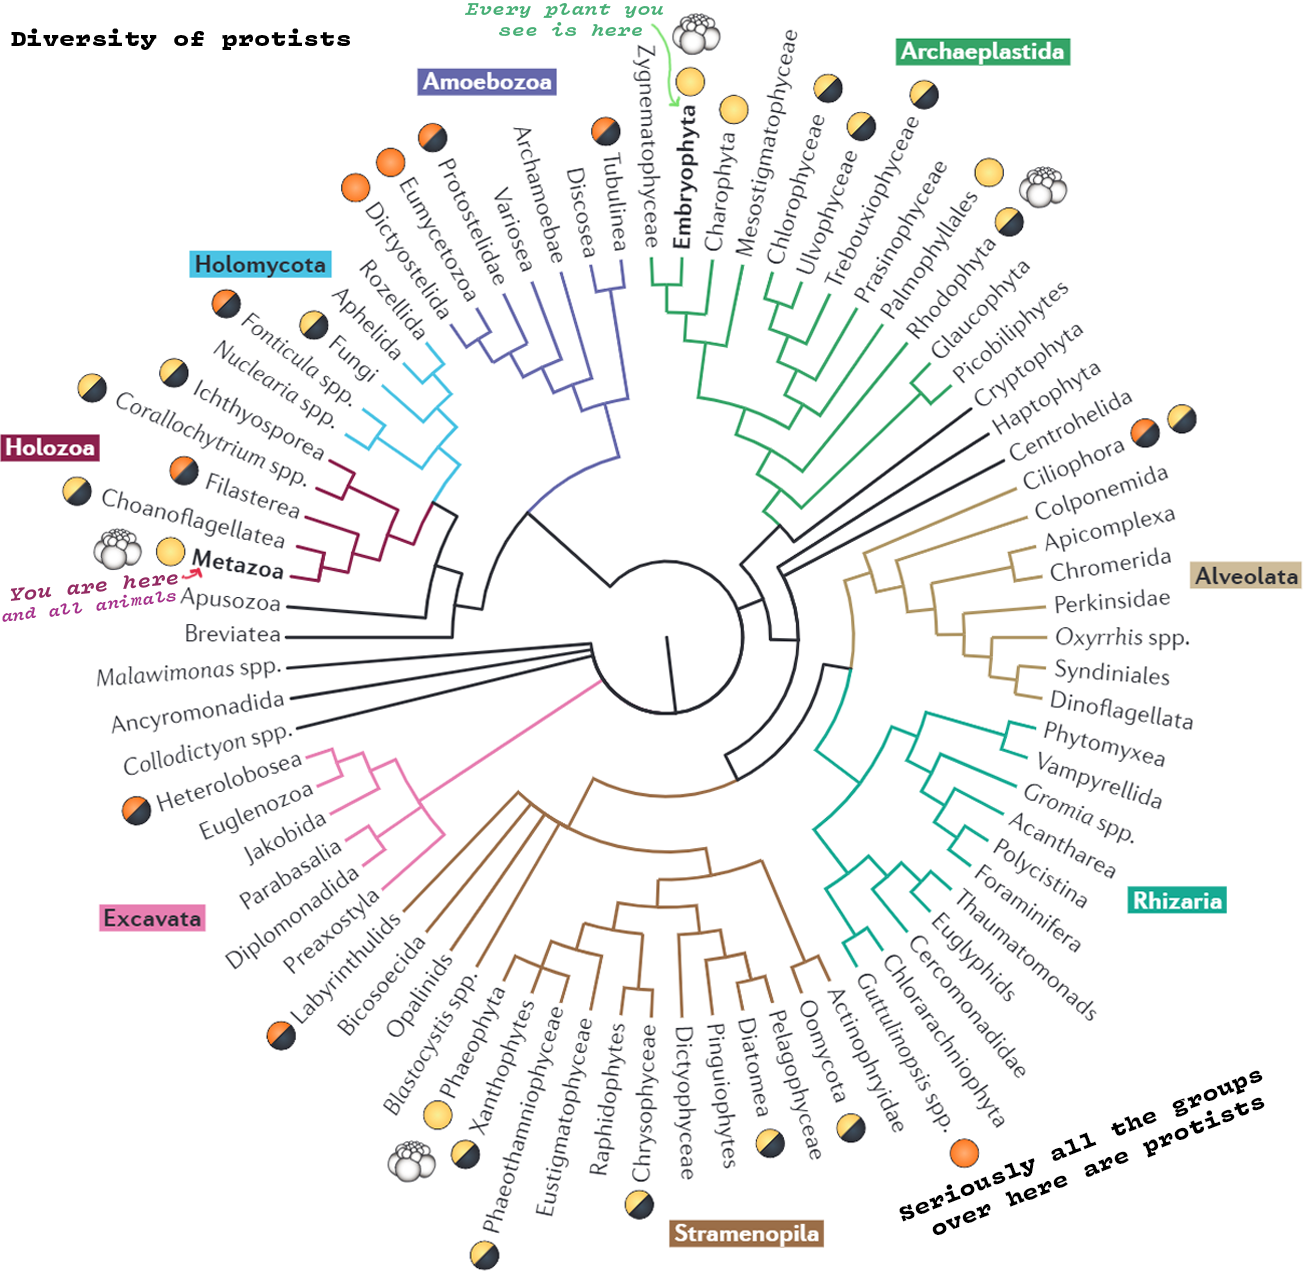 Diversity of protists
Every plant you
see is here
Amoebozoa
Archaeplastida
Holomycota
Holozoa
You are here
and all animals
Excavata
Stramenopila
Rhizaria
Alveolata
Seriously all the groups
over here are protists
Breviatea
Apusozoa
Metazoa
Choanoflagellatea
Filasterea
Corallochytrium spp.
Ichthyosporea
Nuclearia spp.
Fonticula spp.
Fungi
Aphelida
Rozellida
Dictyostelida
Eumycetozoa
Protostelidae
Variosea
Archamoebae
Discosea
Tubulinea
Zygnematophyceae
Embryophyta
Charophyta
Mesostigmatophyceae
Chlorophyceae
Ulvophyceae
Trebouxiophyceae
Prasinophyceae
Palmophyllales
Rhodophyta
Glaucophyta
Picobiliphytes
Cryptophyta
Haptophyta
Centrohelida
Ciliophora
Colponemida
Apicomplexa
Chromerida
Perkinsidae
Oxyrrhis spp.
Syndiniales
Dinoflagellata
Phytomyxea
Vampyrellida
Gromia spp.
Acantharea
Polycistina
Foraminifera
Thaumatomonads
Euglyphids
Cercomonadidae
Chlorarachniophyta
Guttulinopsis spp.
Actinophryidae
Oomycota
Pelagophyceae
Diatomea
Pinguiophytes
Dictyophyceae
Chrysophyceae
Raphidophytes
Eustigmatophyceae
Phaeothamniophyceae
Xanthophytes
Phaeophyta
Blastocystis spp.
Opalinids
Bicosoecida
Labyrinthulids
Preaxostyla
Diplomonadida
Parabasalia
Jakobida
Euglenozoa
Heterolobosea
Collodictyon spp.
Ancyromonadida
Malawimonas spp.